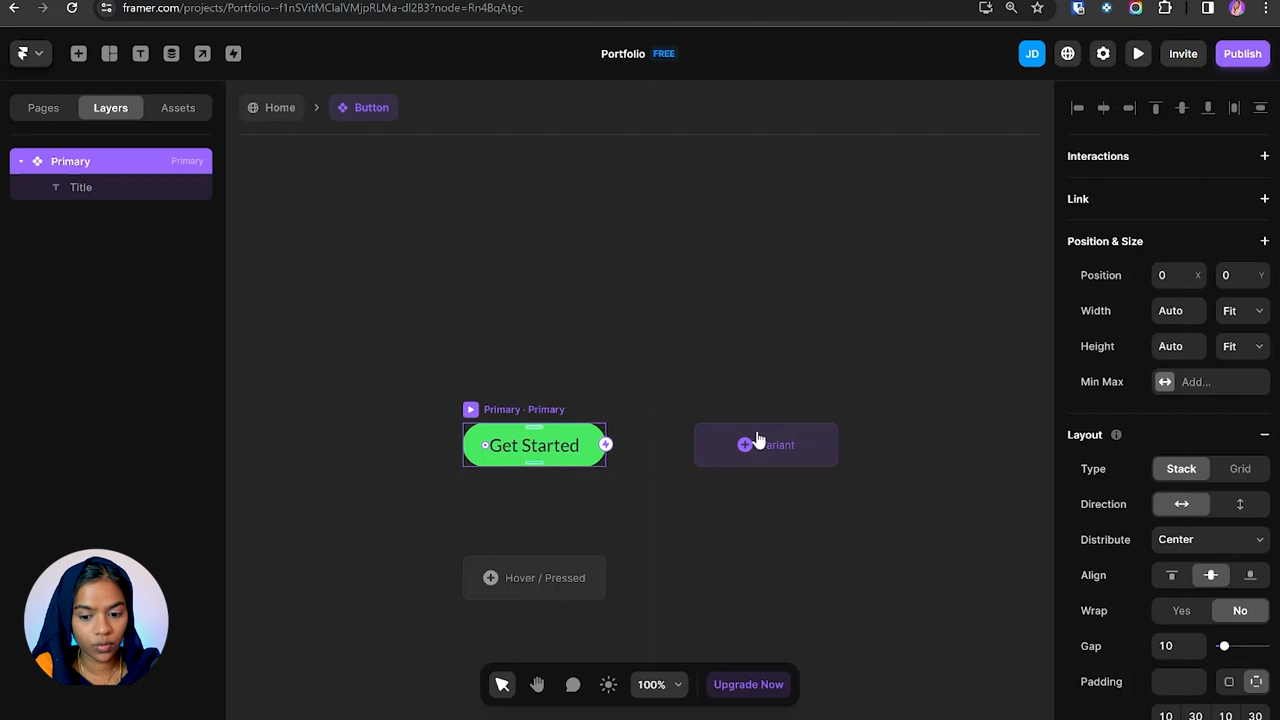 framer.com/projects/Portfolio--f1nSVitMClalVMjpRLMa-dI2B3?node=Rn4BqAtgc
Portfolio FREE
JD
Invite
Publish
Pages
Layers
Assets
Home
Button
Primary
Primary
Title
Interactions
Link
Position & Size
Position
0 X
0 Y
Width
Auto
Fit
Height
Auto
Fit
Min Max
Add...
Primary · Primary
Get Started
Layout
Type
Stack
Grid
Direction
Distribute
Center
Align
Hover / Pressed
Wrap
Yes
No
Gap
10
Padding
100%
Upgrade Now
10 30 10 30